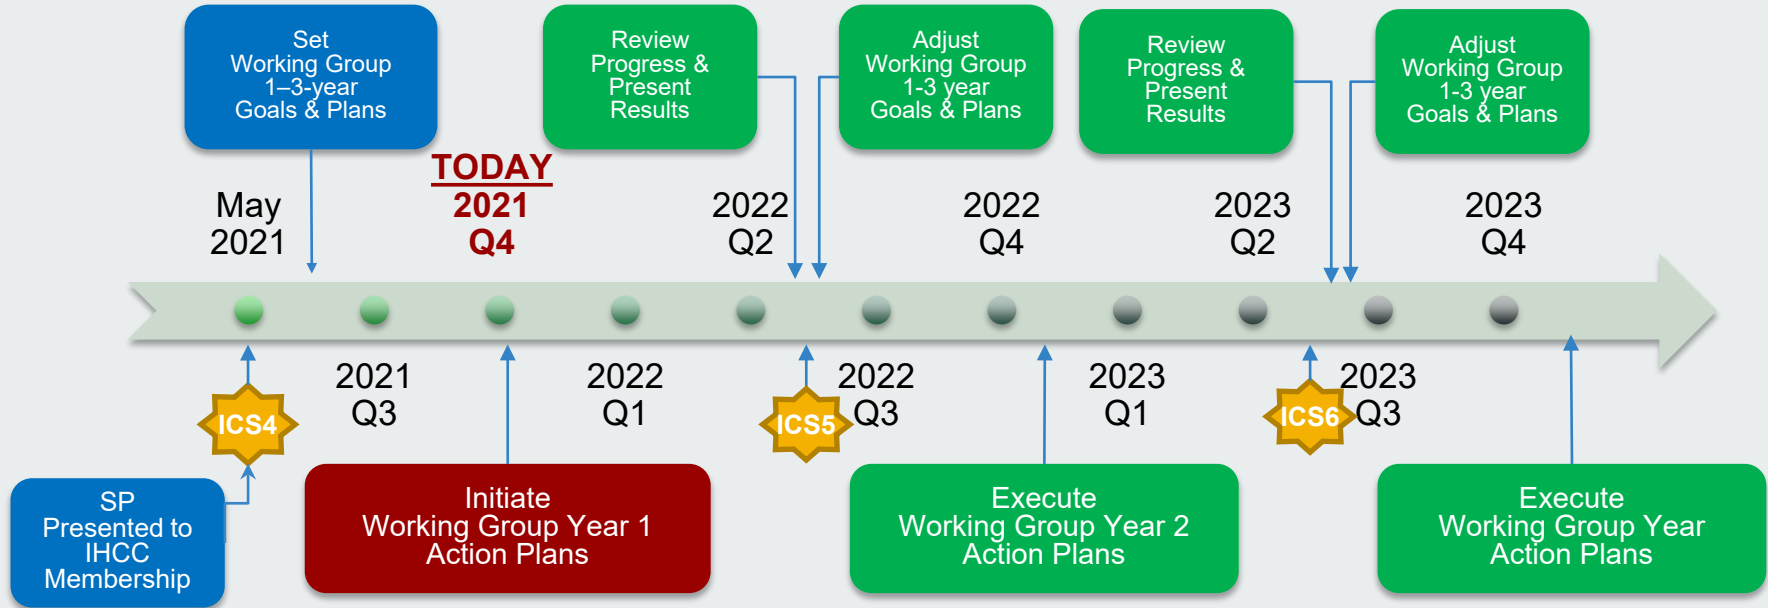 Set
Working Group
1–3-year
Goals & Plans
Review
Progress &
Present
Results
Adjust
Working Group
1-3 year
Goals & Plans
Review
Progress &
Present
Results
Adjust
Working Group
1-3 year
Goals & Plans
May
2021
TODAY
2021
Q4
2022
Q2
2022
Q4
2023
Q2
2023
Q4
2021
Q3
2022
Q1
2022
Q3
2023
Q1
2023
Q3
ICS4
ICS5
ICS6
SP
Presented to
IHCC
Membership
Initiate
Working Group Year 1
Action Plans
Execute
Working Group Year 2
Action Plans
Execute
Working Group Year
Action Plans